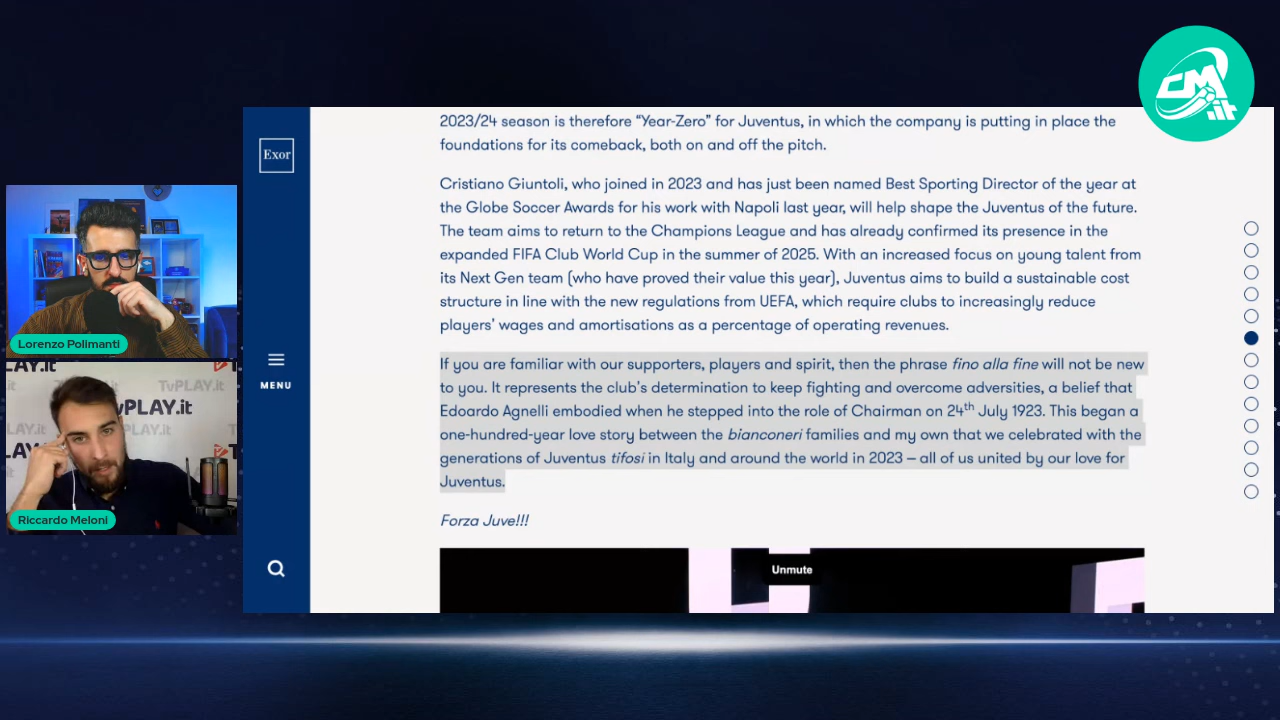 CM
it
2023/24 season is therefore “Year-Zero” for Juventus, in which the company is putting in place the
foundations for its comeback, both on and off the pitch.
Exor
Cristiano Giuntoli, who joined in 2023 and has just been named Best Sporting Director of the year at
the Globe Soccer Awards for his work with Napoli last year, will help shape the Juventus of the future.
The team aims to return to the Champions League and has already confirmed its presence in the
expanded FIFA Club World Cup in the summer of 2025. With an increased focus on young talent from
its Next Gen team (who have proved their value this year), Juventus aims to build a sustainable cost
structure in line with the new regulations from UEFA, which require clubs to increasingly reduce
players’ wages and amortisations as a percentage of operating revenues.
Lorenzo Polimanti
MENU
If you are familiar with our supporters, players and spirit, then the phrase fino alla fine will not be new
to you. It represents the club’s determination to keep fighting and overcome adversities, a belief that
Edoardo Agnelli embodied when he stepped into the role of Chairman on 24th July 1923. This began a
one-hundred-year love story between the bianconeri families and my own that we celebrated with the
generations of Juventus tifosi in Italy and around the world in 2023 – all of us united by our love for
Juventus.
TvPLAY.it
vPLAY.it
Riccardo Meloni
Forza Juve!!!
Unmute